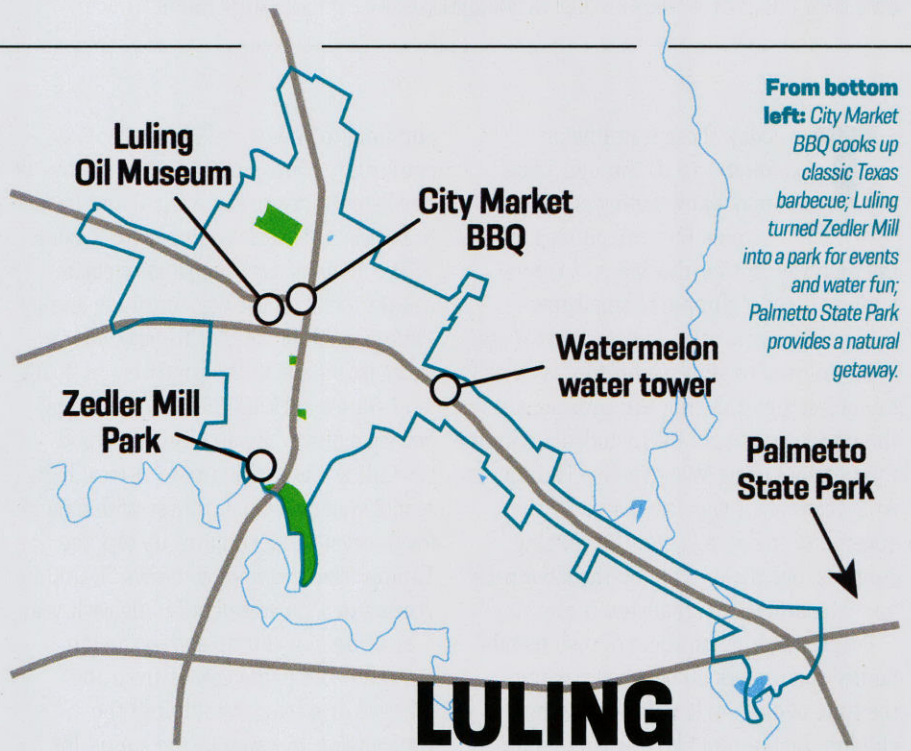 Luling
Oil Museum
City Market
BBQ
Zedler Mill
Park
Watermelon
water tower
Palmetto
State Park
From bottom
left: City Market
BBQ cooks up
classic Texas
barbecue; Luling
turned Zedler Mill
into a park for events
and water fun;
Palmetto State Park
provides a natural
getaway.
LULING